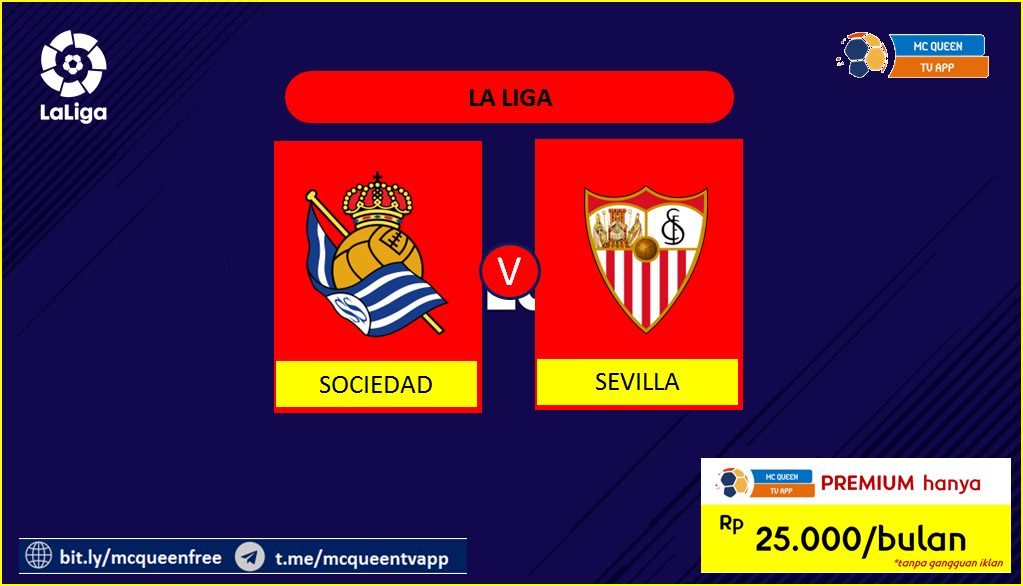 LaLiga
MC QUEEN
TV APP
LA LIGA
V
SOCIEDAD
SEVILLA
MC QUEEN
TV APP
PREMIUM hanya
Rp 25.000/bulan
*tanpa gangguan iklan
bit.ly/mcqueenfree
t.me/mcqueentvapp